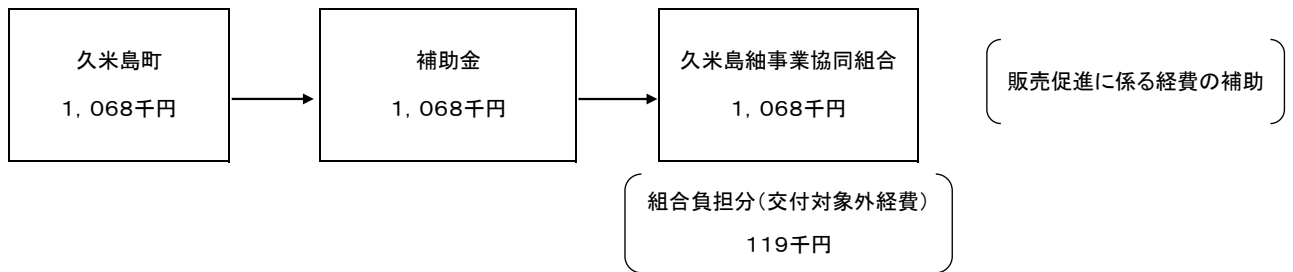 久米島町
1，068千円
補助金
1，068千円
久米島紬事業協同組合
1，068千円
販売促進に係る経費の補助
組合負担分（交付対象外経費）
119千円